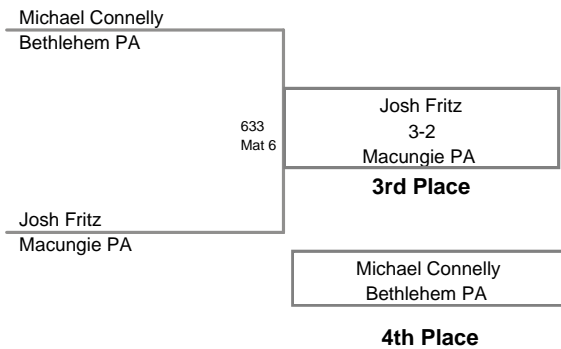 Michael Connelly
Bethlehem PA
633
Mat 6
Josh Fritz
3-2
Macungie PA
3rd Place
Josh Fritz
Macungie PA
Michael Connelly
Bethlehem PA
4th Place